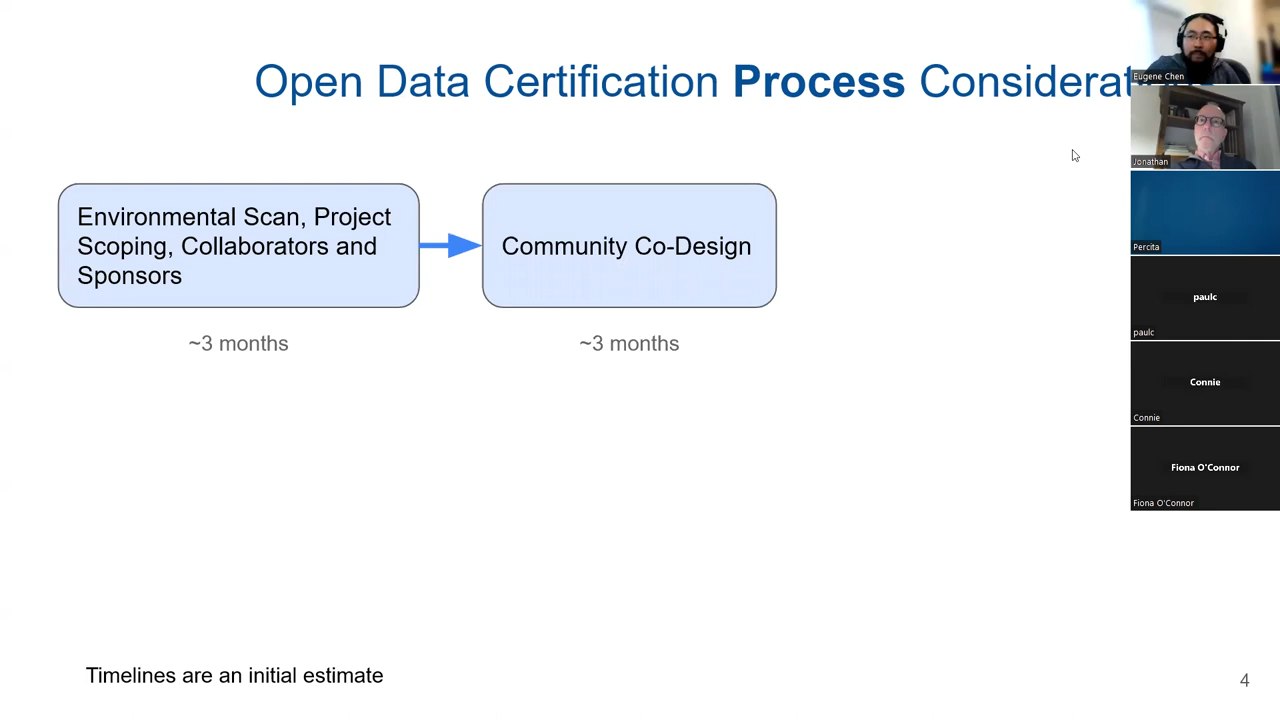 Open Data Certification Process Considerat
Environmental Scan, Project
Scoping, Collaborators and
Sponsors
Community Co-Design
~3 months
~3 months
Timelines are an initial estimate
4
Eugene Chen
Jonathan
Percita
paulc
paulc
Connie
Connie
Fiona O'Connor
Fiona O'Connor